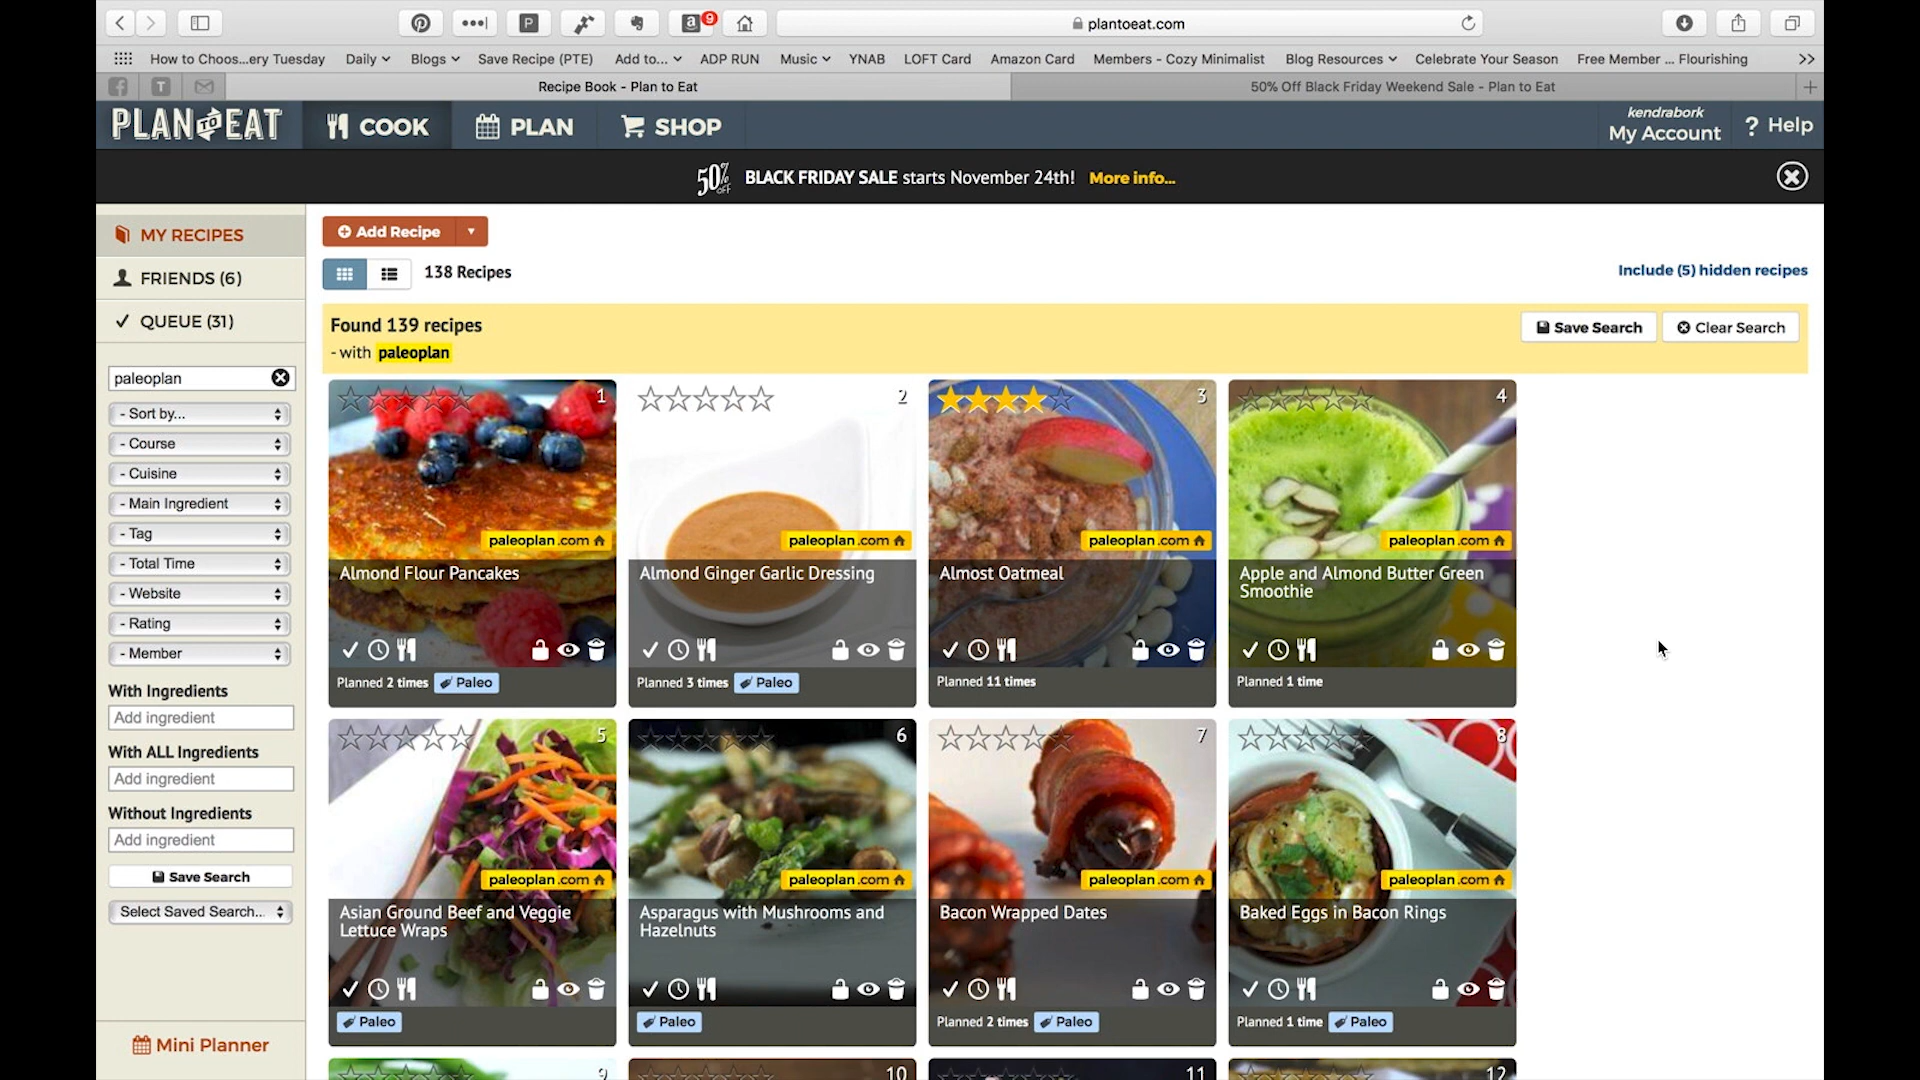 P
a 9
plantoeat.com
How to Choos...ery Tuesday Daily Blogs Save Recipe (PTE) Add to... ADP RUN Music YNAB LOFT Card Amazon Card Members - Cozy Minimalist Blog Resources Celebrate Your Season Free Member ... Flourishing >>
f T Recipe Book - Plan to Eat 50% Off Black Friday Weekend Sale - Plan to Eat +
PLAN TO EAT COOK PLAN SHOP kendrabork
My Account ? Help
50% OFF BLACK FRIDAY SALE starts November 24th! More info...
MY RECIPES
FRIENDS (6)
QUEUE (31)
paleoplan
- Sort by...
- Course
- Cuisine
- Main Ingredient
- Tag
- Total Time
- Website
- Rating
- Member
With Ingredients
Add ingredient
With ALL Ingredients
Add ingredient
Without Ingredients
Add ingredient
Save Search
Select Saved Search...
Mini Planner
Add Recipe
138 Recipes
Include (5) hidden recipes
Found 139 recipes
- with paleoplan
Save Search Clear Search
1
paleoplan.com
Almond Flour Pancakes
Planned 2 times Paleo
2
paleoplan.com
Almond Ginger Garlic Dressing
Planned 3 times Paleo
3
paleoplan.com
Almost Oatmeal
Planned 11 times
4
paleoplan.com
Apple and Almond Butter Green
Smoothie
Planned 1 time
5
paleoplan.com
Asian Ground Beef and Veggie
Lettuce Wraps
Paleo
6
paleoplan.com
Asparagus with Mushrooms and
Hazelnuts
Paleo
7
paleoplan.com
Bacon Wrapped Dates
Planned 2 times Paleo
8
paleoplan.com
Baked Eggs in Bacon Rings
Planned 1 time Paleo
9 10 11 12